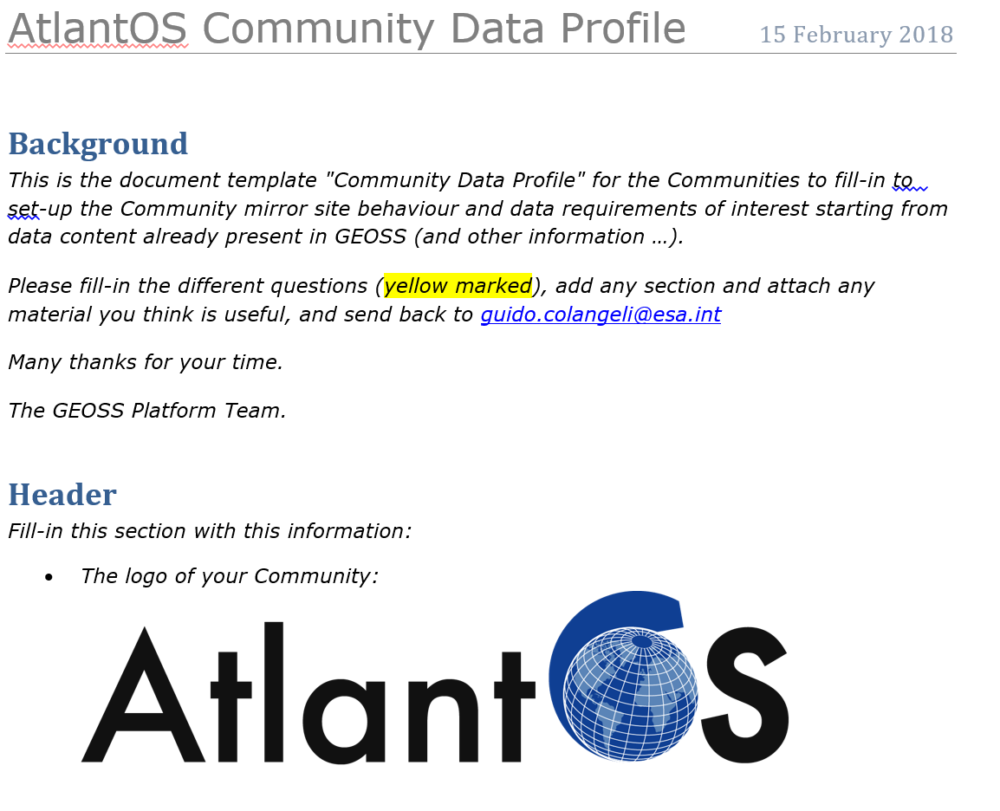 AtlantOS Community Data Profile 15 February 2018
Background
This is the document template "Community Data Profile" for the Communities to fill-in to
set-up the Community mirror site behaviour and data requirements of interest starting from
data content already present in GEOSS (and other information …).
Please fill-in the different questions (yellow marked), add any section and attach any
material you think is useful, and send back to guido.colangeli@esa.int
Many thanks for your time.
The GEOSS Platform Team.
Header
Fill-in this section with this information:
• The logo of your Community:
AtlantOS